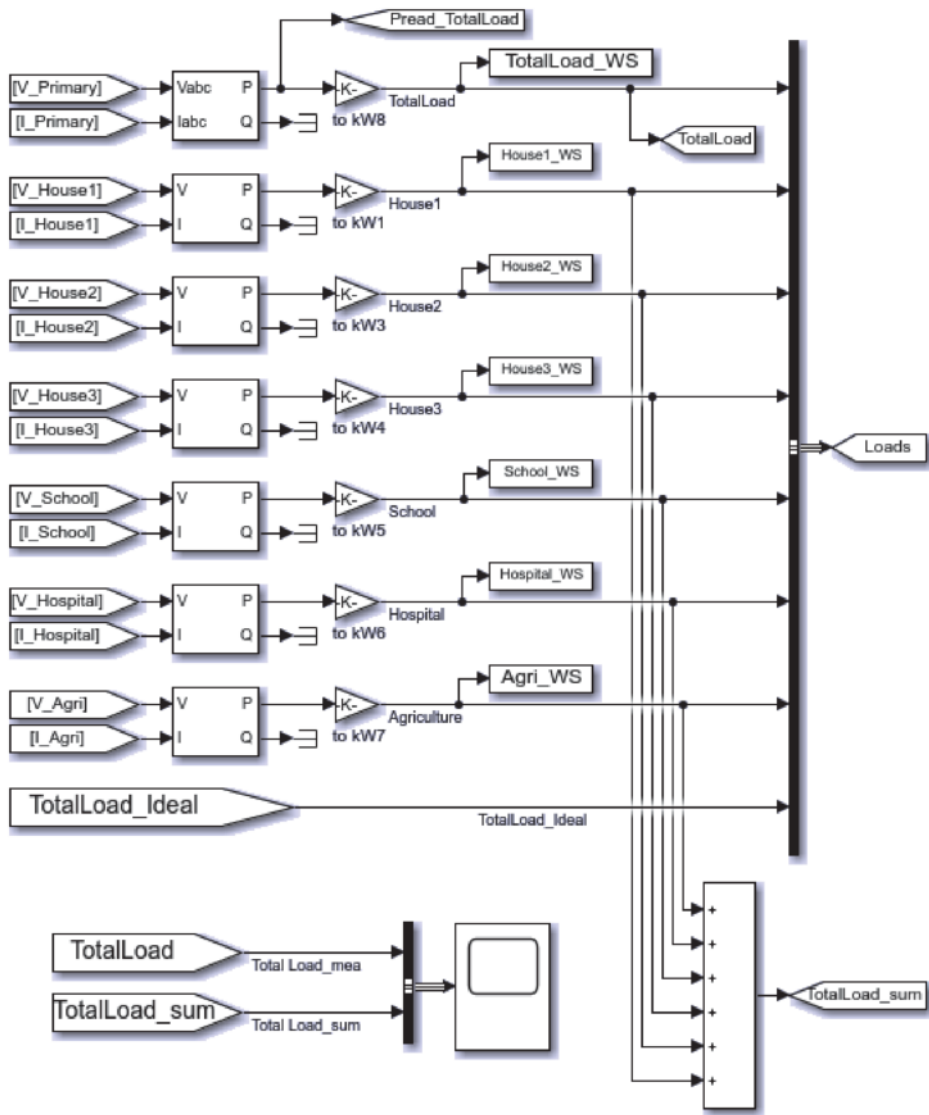 Pread_TotalLoad
TotalLoad_WS
[V_Primary]
Vabc
P
-K-
TotalLoad
[I_Primary]
Iabc
Q
to kW8
TotalLoad
House1_WS
[V_House1]
V
P
-K-
House1
[I_House1]
I
Q
to kW1
House2_WS
[V_House2]
V
P
-K-
House2
[I_House2]
I
Q
to kW3
House3_WS
[V_House3]
V
P
-K-
House3
[I_House3]
I
Q
to kW4
Loads
School_WS
[V_School]
V
P
-K-
School
[I_School]
I
Q
to kW5
Hospital_WS
[V_Hospital]
V
P
-K-
Hospital
[I_Hospital]
I
Q
to kW6
Agri_WS
[V_Agri]
V
P
-K-
Agriculture
[I_Agri]
I
Q
to kW7
TotalLoad_Ideal
TotalLoad_Ideal
+
+
+
+
+
+
TotalLoad_sum
TotalLoad
Total Load_mea
TotalLoad_sum
Total Load_sum